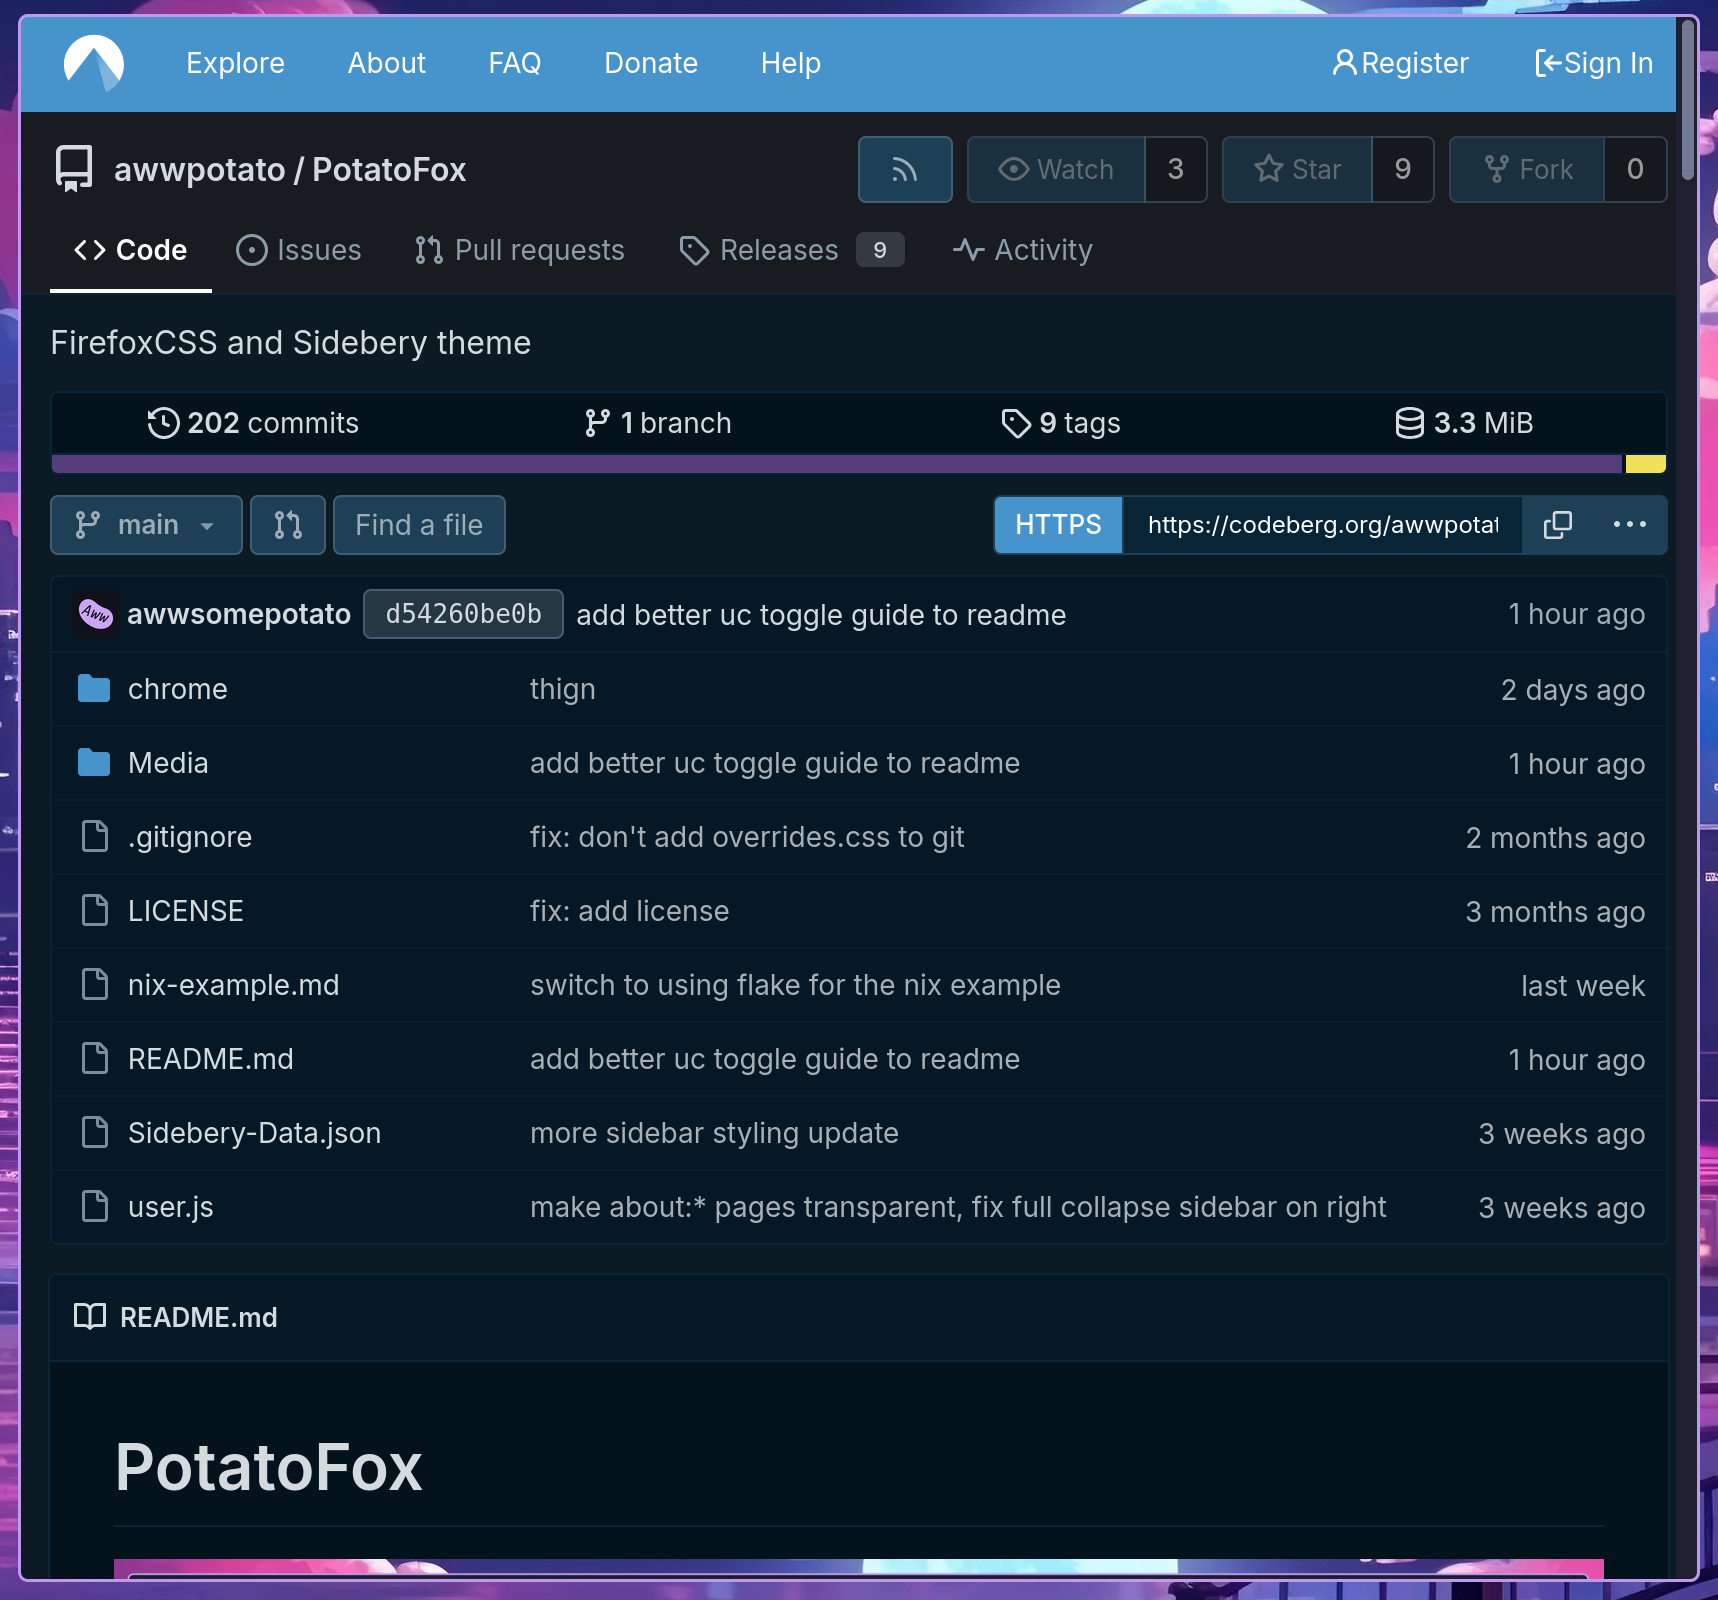 Explore About FAQ Donate Help Register Sign In
awwpotato / PotatoFox Watch 3 Star 9 Fork 0
Code Issues Pull requests Releases 9 Activity
FirefoxCSS and Sidebery theme
202 commits 1 branch 9 tags 3.3 MiB
main Find a file HTTPS https://codeberg.org/awwpotat
Aww awwsomepotato d54260be0b add better uc toggle guide to readme 1 hour ago
chrome thign 2 days ago
Media add better uc toggle guide to readme 1 hour ago
.gitignore fix: don't add overrides.css to git 2 months ago
LICENSE fix: add license 3 months ago
nix-example.md switch to using flake for the nix example last week
README.md add better uc toggle guide to readme 1 hour ago
Sidebery-Data.json more sidebar styling update 3 weeks ago
user.js make about:* pages transparent, fix full collapse sidebar on right 3 weeks ago
README.md
PotatoFox